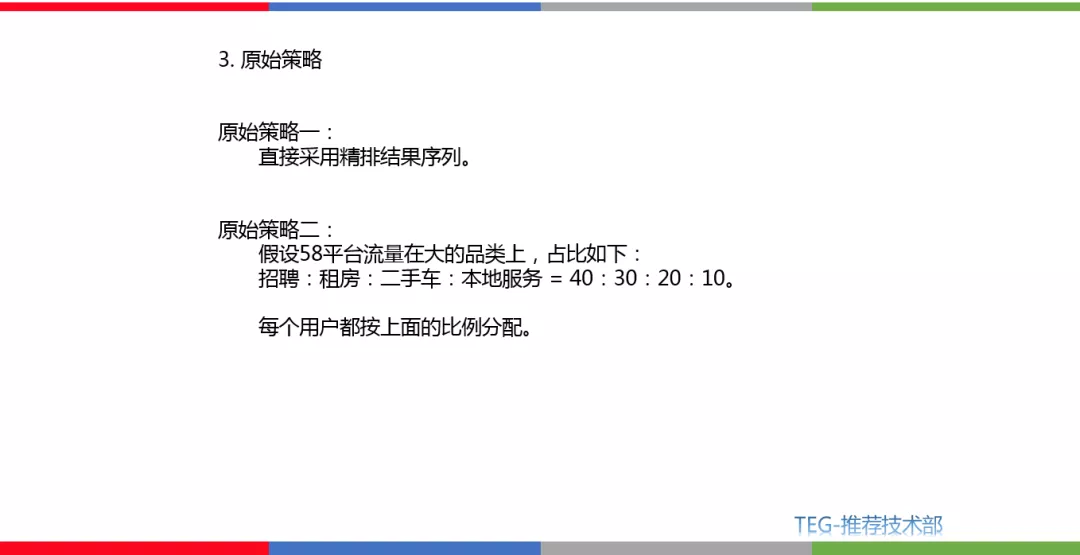 3. 原始策略
原始策略一：
直接采用精排结果序列。
原始策略二：
假设58平台流量在大的品类上，占比如下：
招聘：租房：二手车：本地服务 = 40：30：20：10。
每个用户都按上面的比例分配。
TEG-推荐技术部